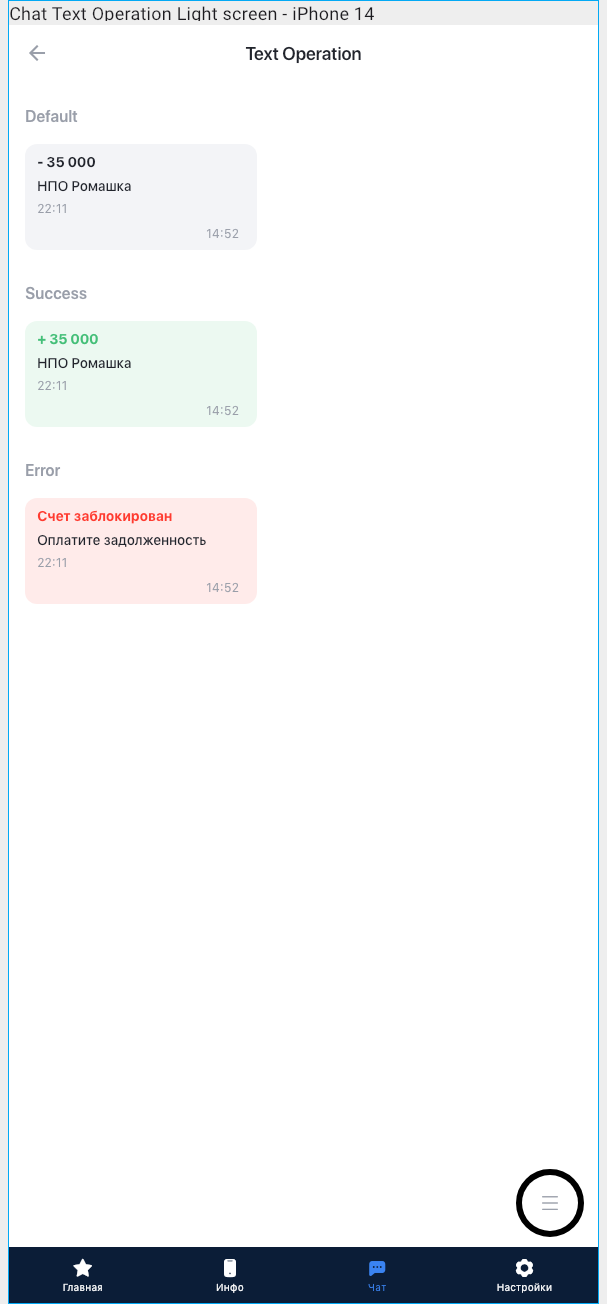 Chat Text Operation Light screen - iPhone 14
Text Operation
Default
- 35 000
НПО Ромашка
22:11
14:52
Success
+ 35 000
НПО Ромашка
22:11
14:52
Error
Счет заблокирован
Оплатите задолженность
22:11
14:52
Главная
Инфо
Чат
Настройки